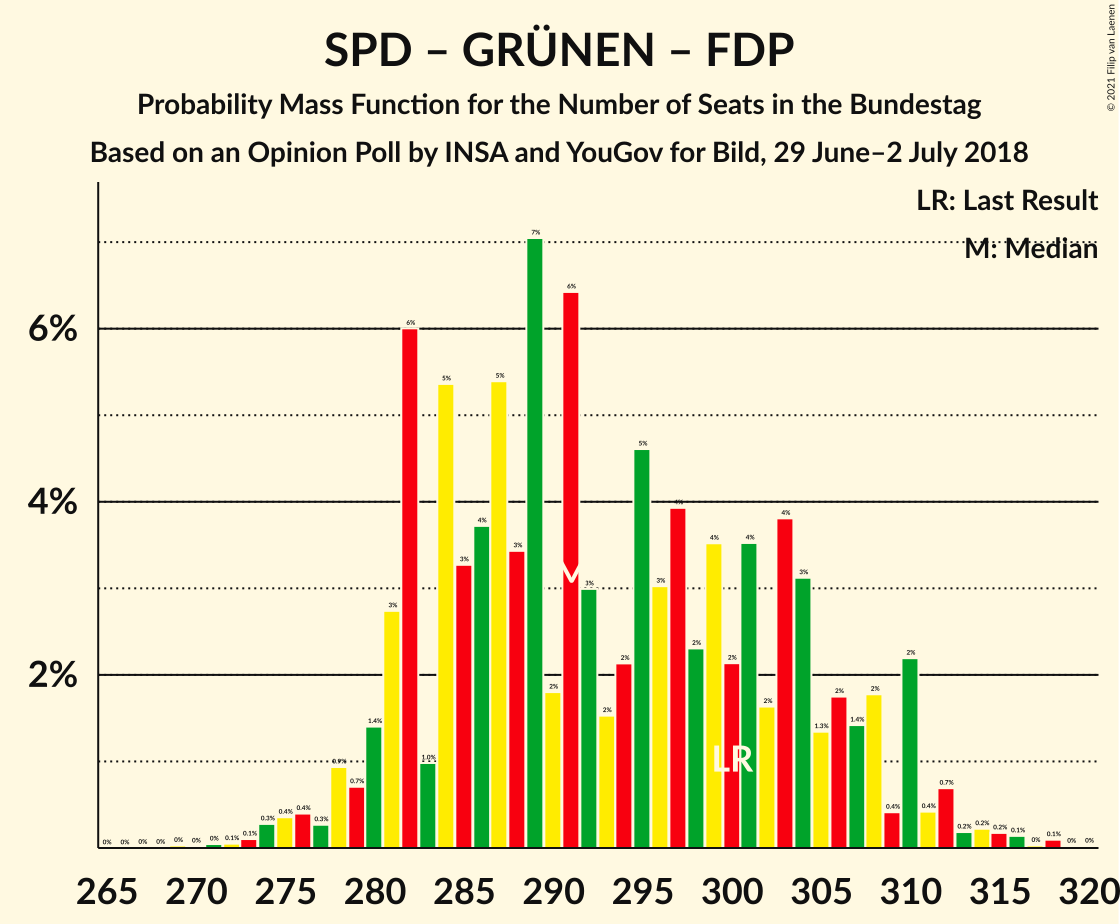 SPD – GRÜNEN – FDP
Probability Mass Function for the Number of Seats in the Bundestag
Based on an Opinion Poll by INSA and YouGov for Bild, 29 June–2 July 2018
© 2021 Filip van Laenen
LR: Last Result
M: Median
6%
4%
2%
0% 0% 0% 0% 0% 0% 0% 0.1% 0.1% 0.3% 0.4% 0.4% 0.3% 0.9% 0.7% 1.4% 3% 6% 1.0% 5% 3% 4% 5% 3% 7% 2% 6% 3% 2% 2% 5% 3% 4% 2% 4% 2% 4% 2% 4% 3% 1.3% 2% 1.4% 2% 0.4% 2% 0.4% 0.7% 0.2% 0.2% 0.2% 0.1% 0% 0.1% 0% 0%
M
LR
265 270 275 280 285 290 295 300 305 310 315 320